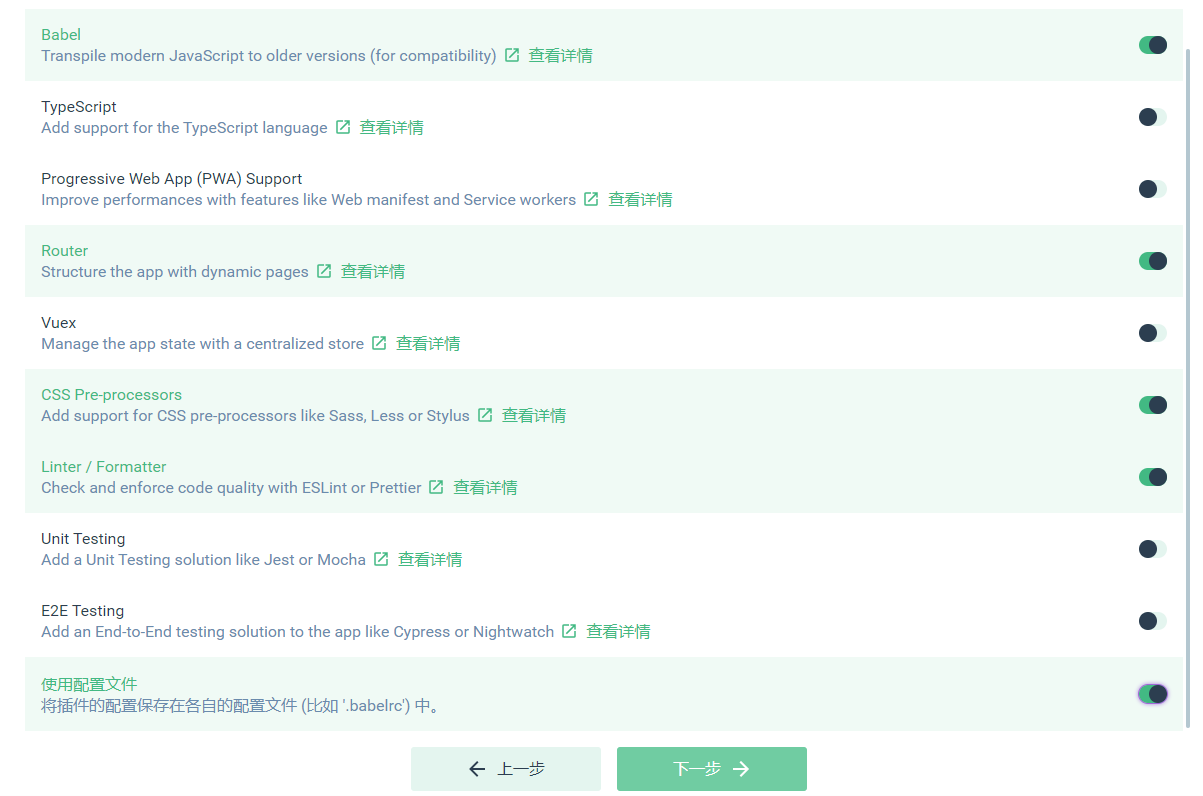 Babel
Transpile modern JavaScript to older versions (for compatibility) 查看详情
TypeScript
Add support for the TypeScript language 查看详情
Progressive Web App (PWA) Support
Improve performances with features like Web manifest and Service workers 查看详情
Router
Structure the app with dynamic pages 查看详情
Vuex
Manage the app state with a centralized store 查看详情
CSS Pre-processors
Add support for CSS pre-processors like Sass, Less or Stylus 查看详情
Linter / Formatter
Check and enforce code quality with ESLint or Prettier 查看详情
Unit Testing
Add a Unit Testing solution like Jest or Mocha 查看详情
E2E Testing
Add an End-to-End testing solution to the app like Cypress or Nightwatch 查看详情
使用配置文件
将插件的配置保存在各自的配置文件 (比如 '.babelrc') 中。
← 上一步 下一步 →